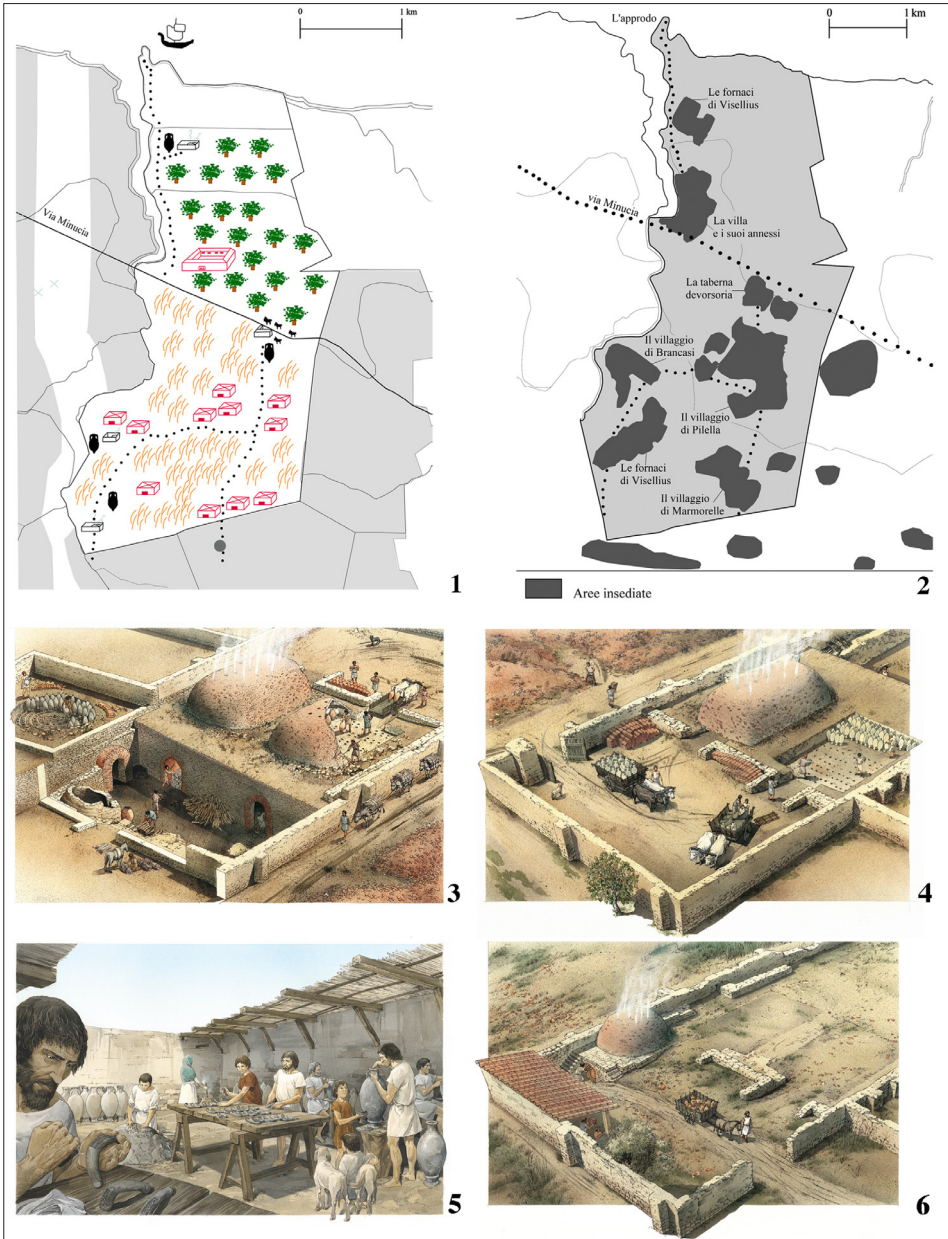 0
1 km
Via Minucia
1
0
1 km
L'approdo
Le fornaci
di Visellius
via Minucia
La villa
e i suoi annessi
La taberna
devorsoria
Il villaggio
di Brancasi
Il villaggio
di Pilella
Le fornaci
di Visellius
Il villaggio
di Marmorelle
Aree insediate
2
3
4
5
6